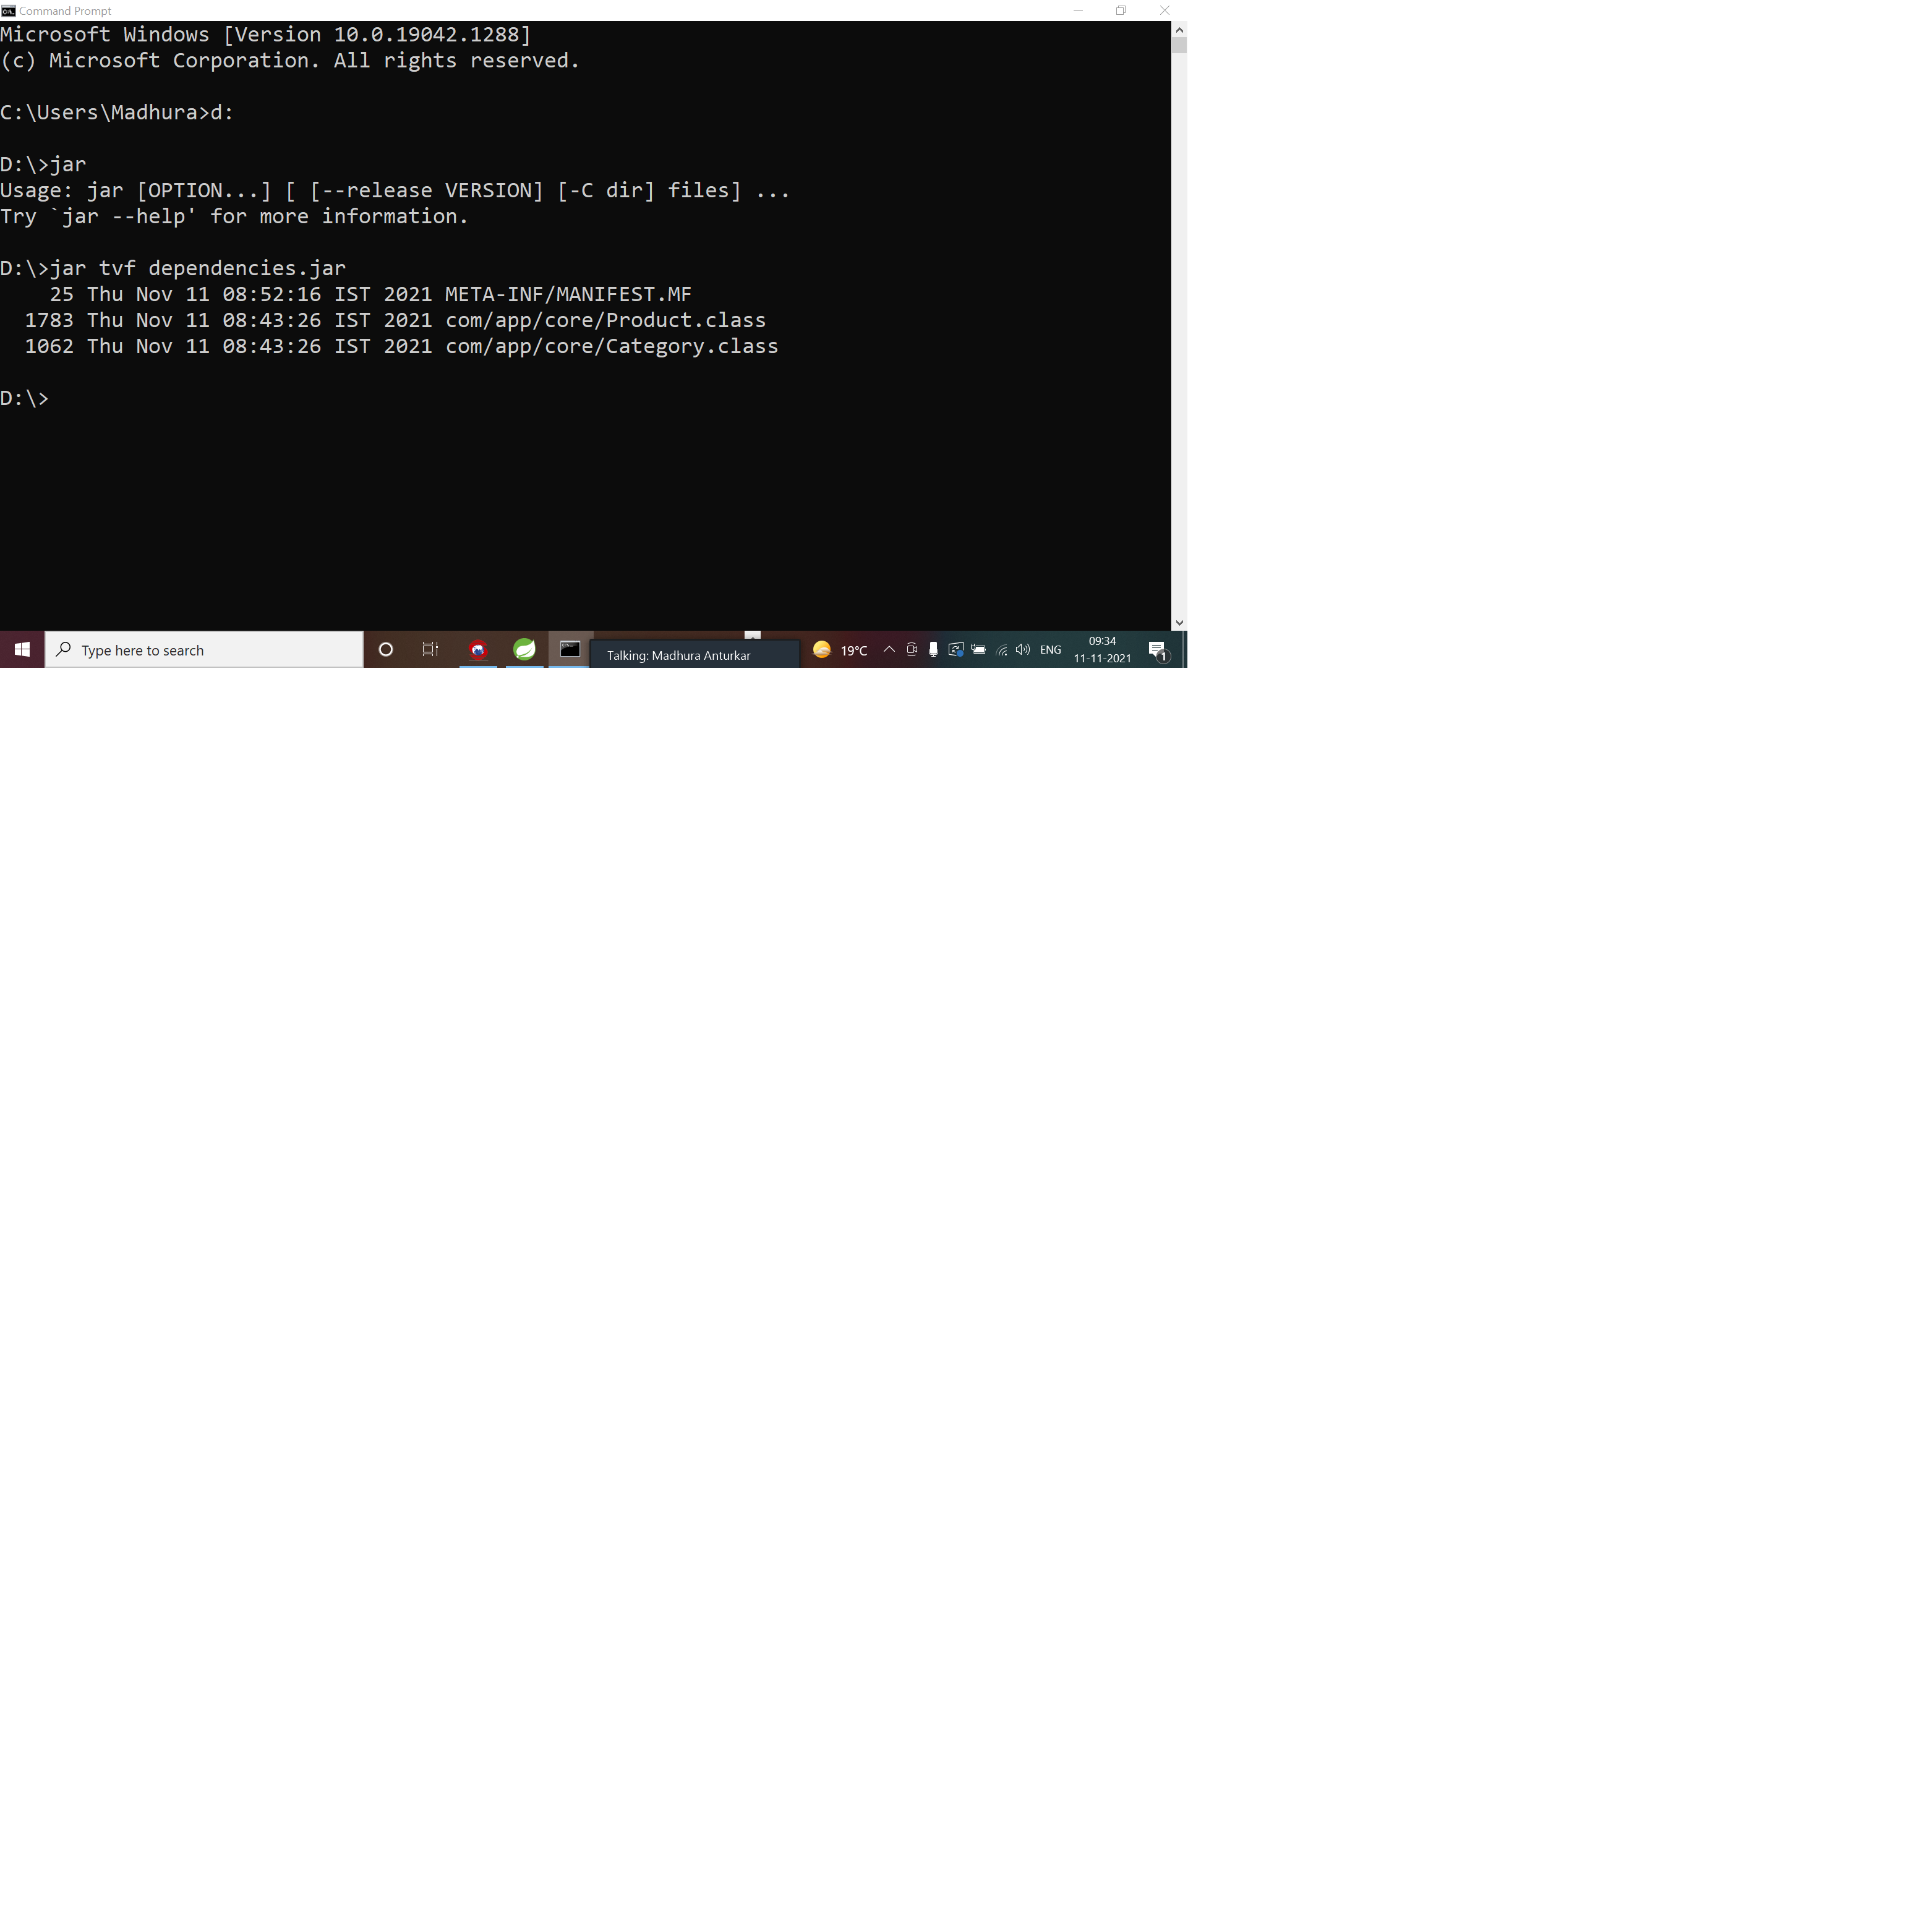 Command Prompt
Microsoft Windows [Version 10.0.19042.1288]
(c) Microsoft Corporation. All rights reserved.
C:\Users\Madhura>d:
D:\>jar
Usage: jar [OPTION...] [ [--release VERSION] [-C dir] files] ...
Try `jar --help' for more information.
D:\>jar tvf dependencies.jar
    25 Thu Nov 11 08:52:16 IST 2021 META-INF/MANIFEST.MF
  1783 Thu Nov 11 08:43:26 IST 2021 com/app/core/Product.class
  1062 Thu Nov 11 08:43:26 IST 2021 com/app/core/Category.class
D:\>
Type here to search
Talking: Madhura Anturkar
19°C
ENG
09:34
11-11-2021
1